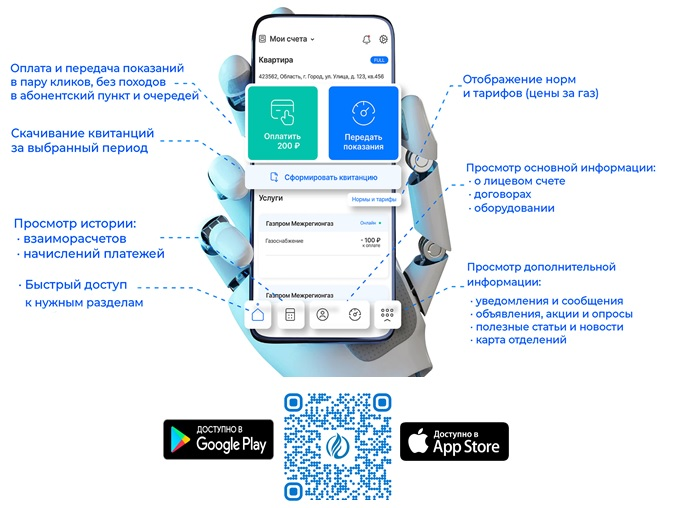 Оплата и передача показаний
в пару кликов, без походов
в абонентский пункт и очередей
Скачивание квитанций
за выбранный период
Просмотр истории:
· взаиморасчетов
· начислений платежей
· Быстрый доступ
к нужным разделам
Мои счета
Квартира
FULL
423562, Область, г. Город, ул. Улица, д. 123, кв.456
Оплатить
200 ₽
Передать
показания
Сформировать квитанцию
Нормы и тарифы
Услуги
Газпром Межрегионгаз
Онлайн
Газоснабжение
-100 ₽
к оплате
Газпром Межрегионгаз
Отображение норм
и тарифов (цены за газ)
Просмотр основной информации:
· о лицевом счете
· договорах
· оборудовании
Просмотр дополнительной
информации:
· уведомления и сообщения
· объявления, акции и опросы
· полезные статьи и новости
· карта отделений
ДОСТУПНО В
Google Play
Доступно в
App Store